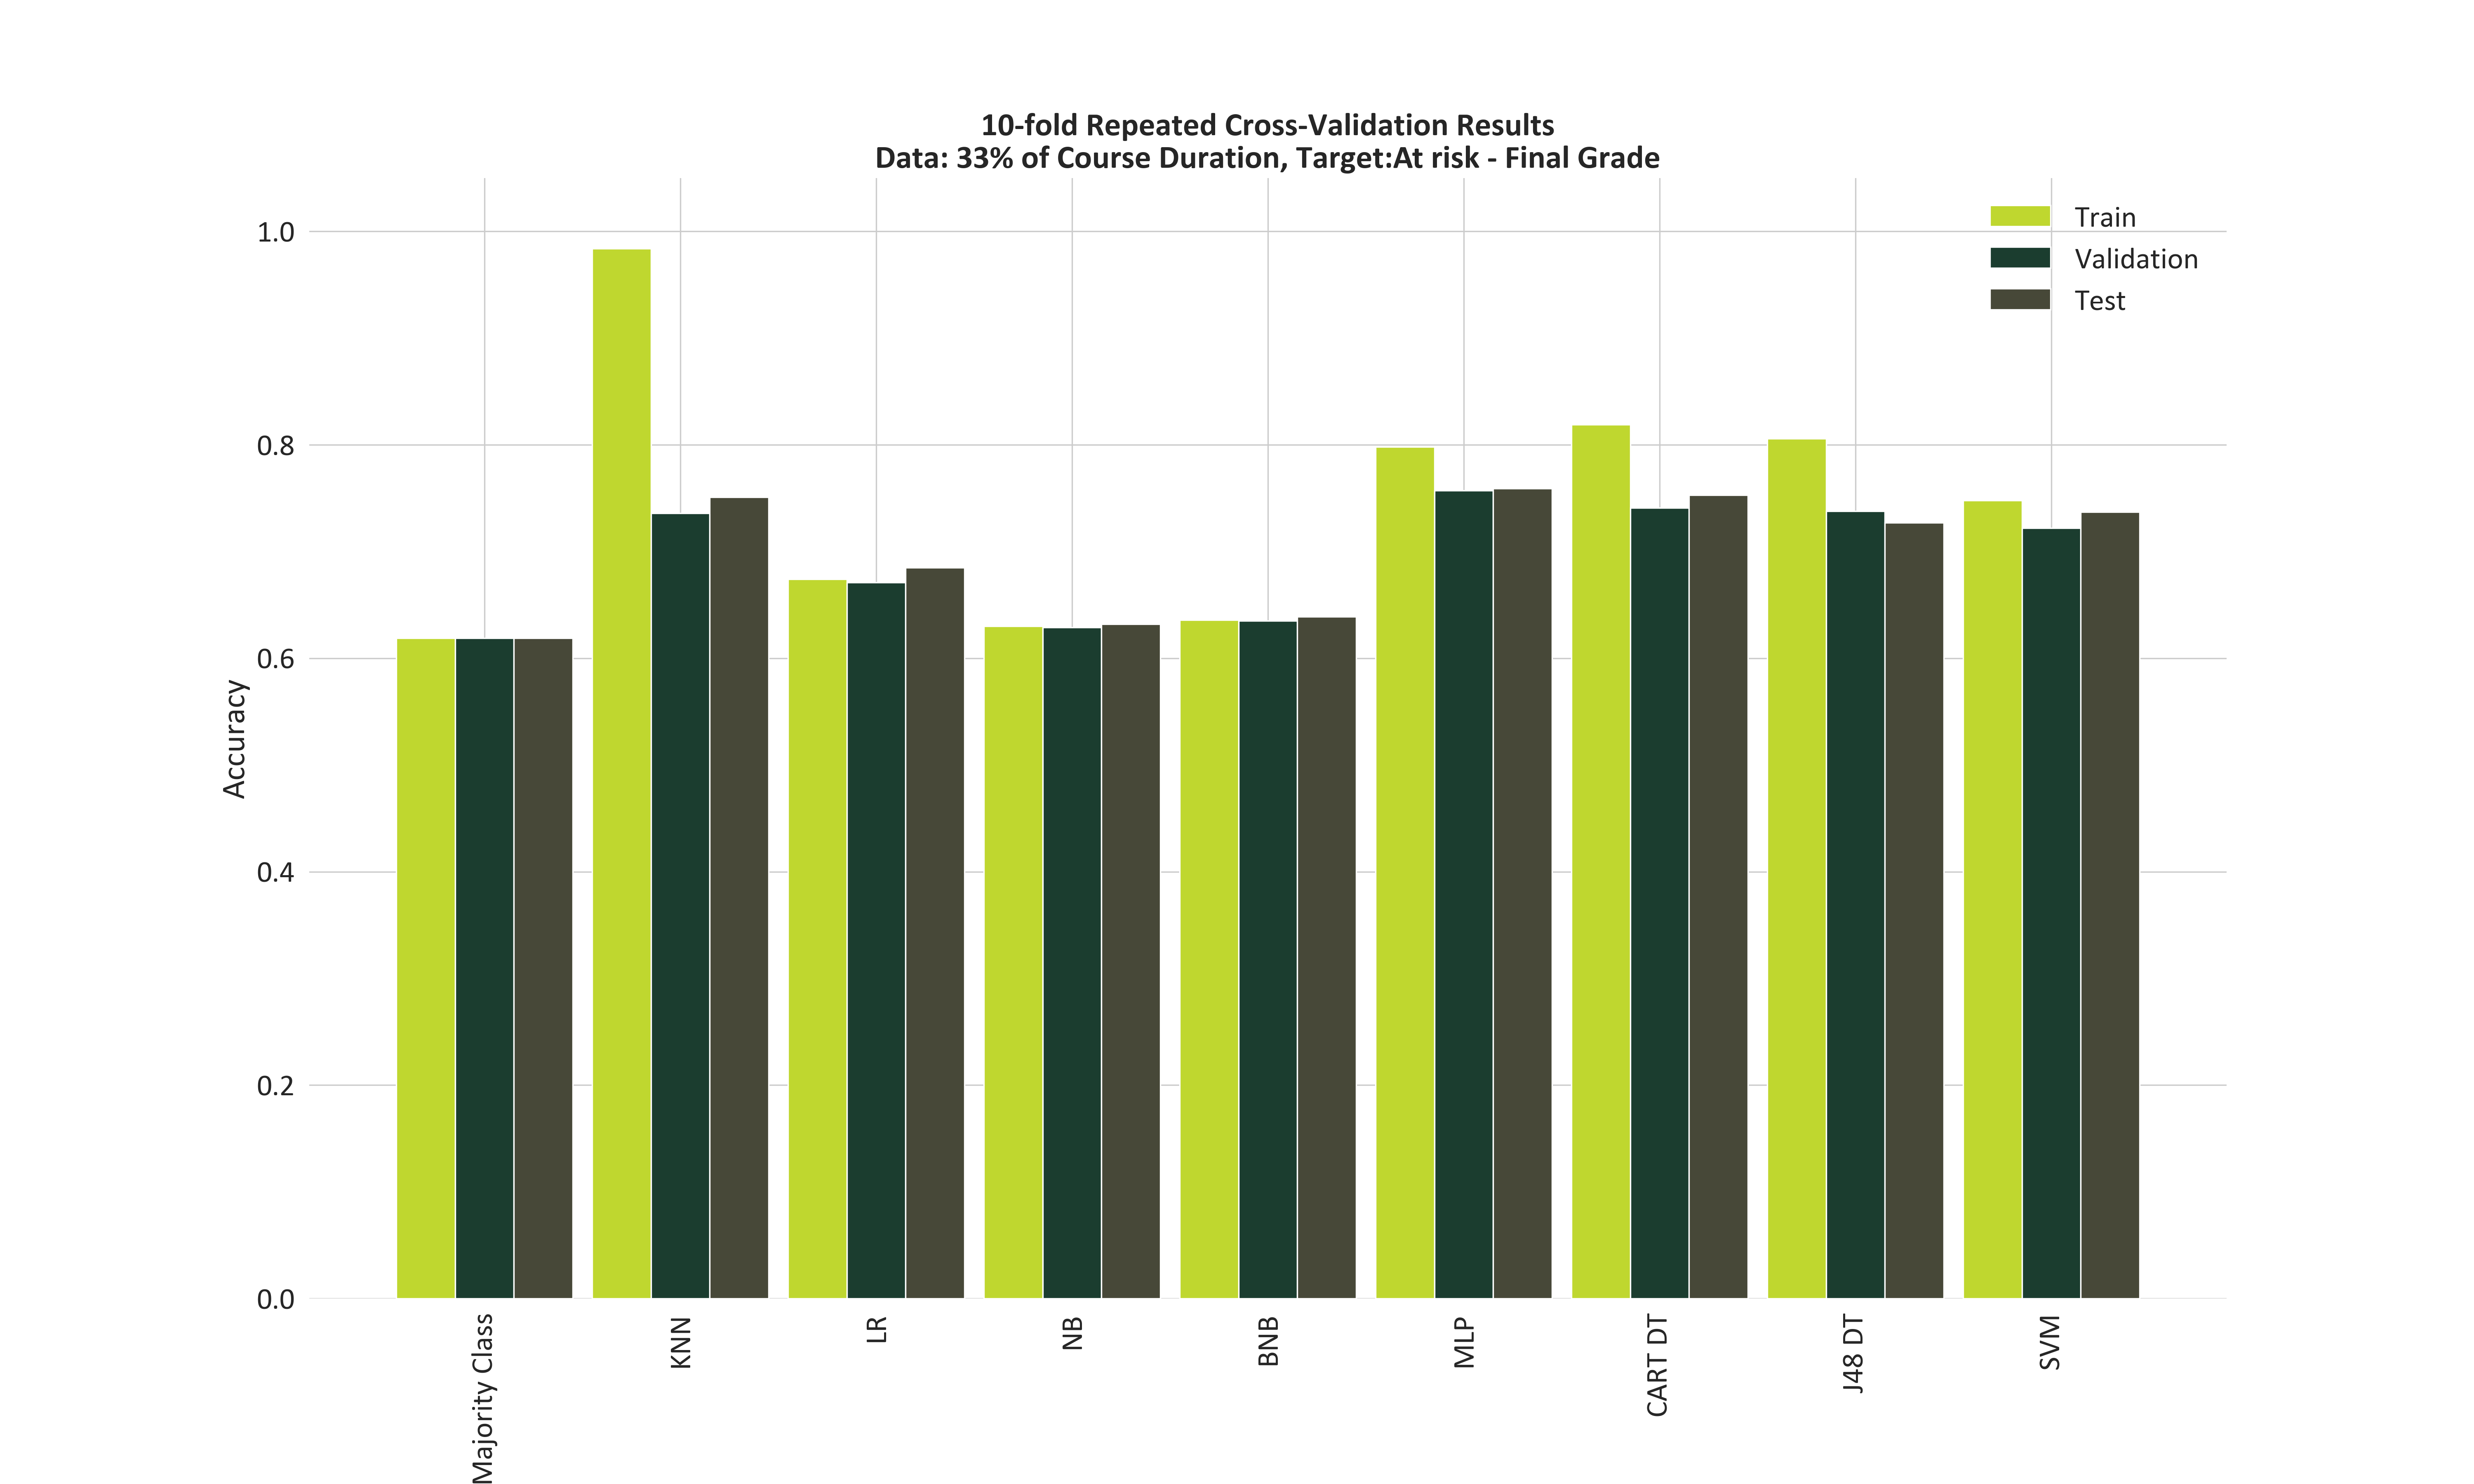 10-fold Repeated Cross-Validation Results
Data: 33% of Course Duration, Target:At risk - Final Grade
Train
Validation
Test
Accuracy
1.0
0.8
0.6
0.4
0.2
0.0
Majority Class
KNN
LR
NB
BNB
MLP
CART DT
J48 DT
SVM